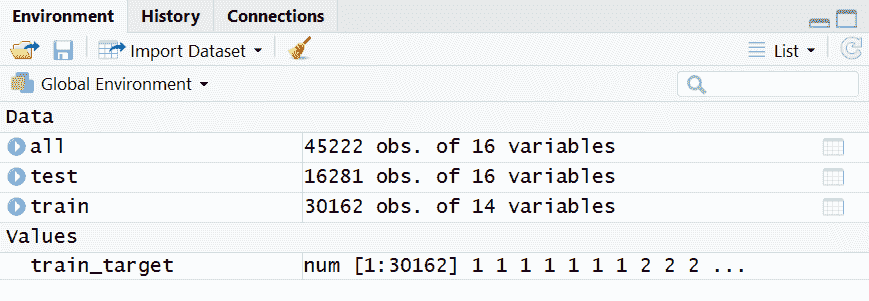 Environment History Connections
Import Dataset List
Global Environment
Data
all 45222 obs. of 16 variables
test 16281 obs. of 16 variables
train 30162 obs. of 14 variables
Values
train_target num [1:30162] 1 1 1 1 1 1 1 2 2 2 ...